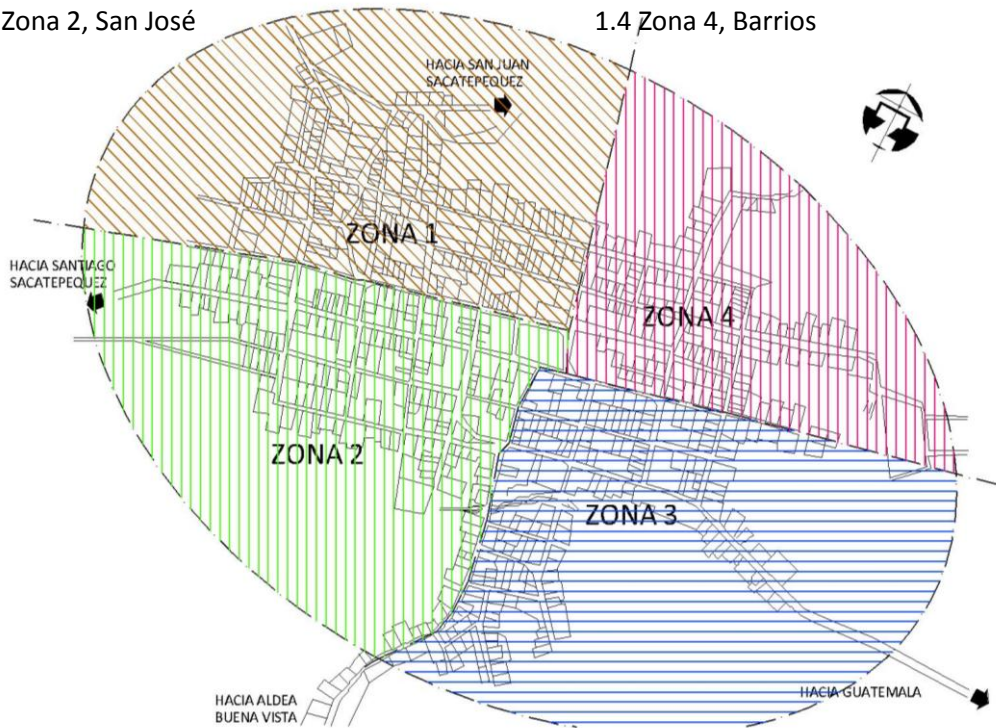 Zona 2, San José
1.4 Zona 4, Barrios
HACIA SAN JUAN
SACATEPEQUEZ
ZONA 1
HACIA SANTIAGO
SACATEPEQUEZ
ZONA 4
ZONA 2
ZONA 3
HACIA GUATEMALA
HACIA ALDEA
BUENA VISTA